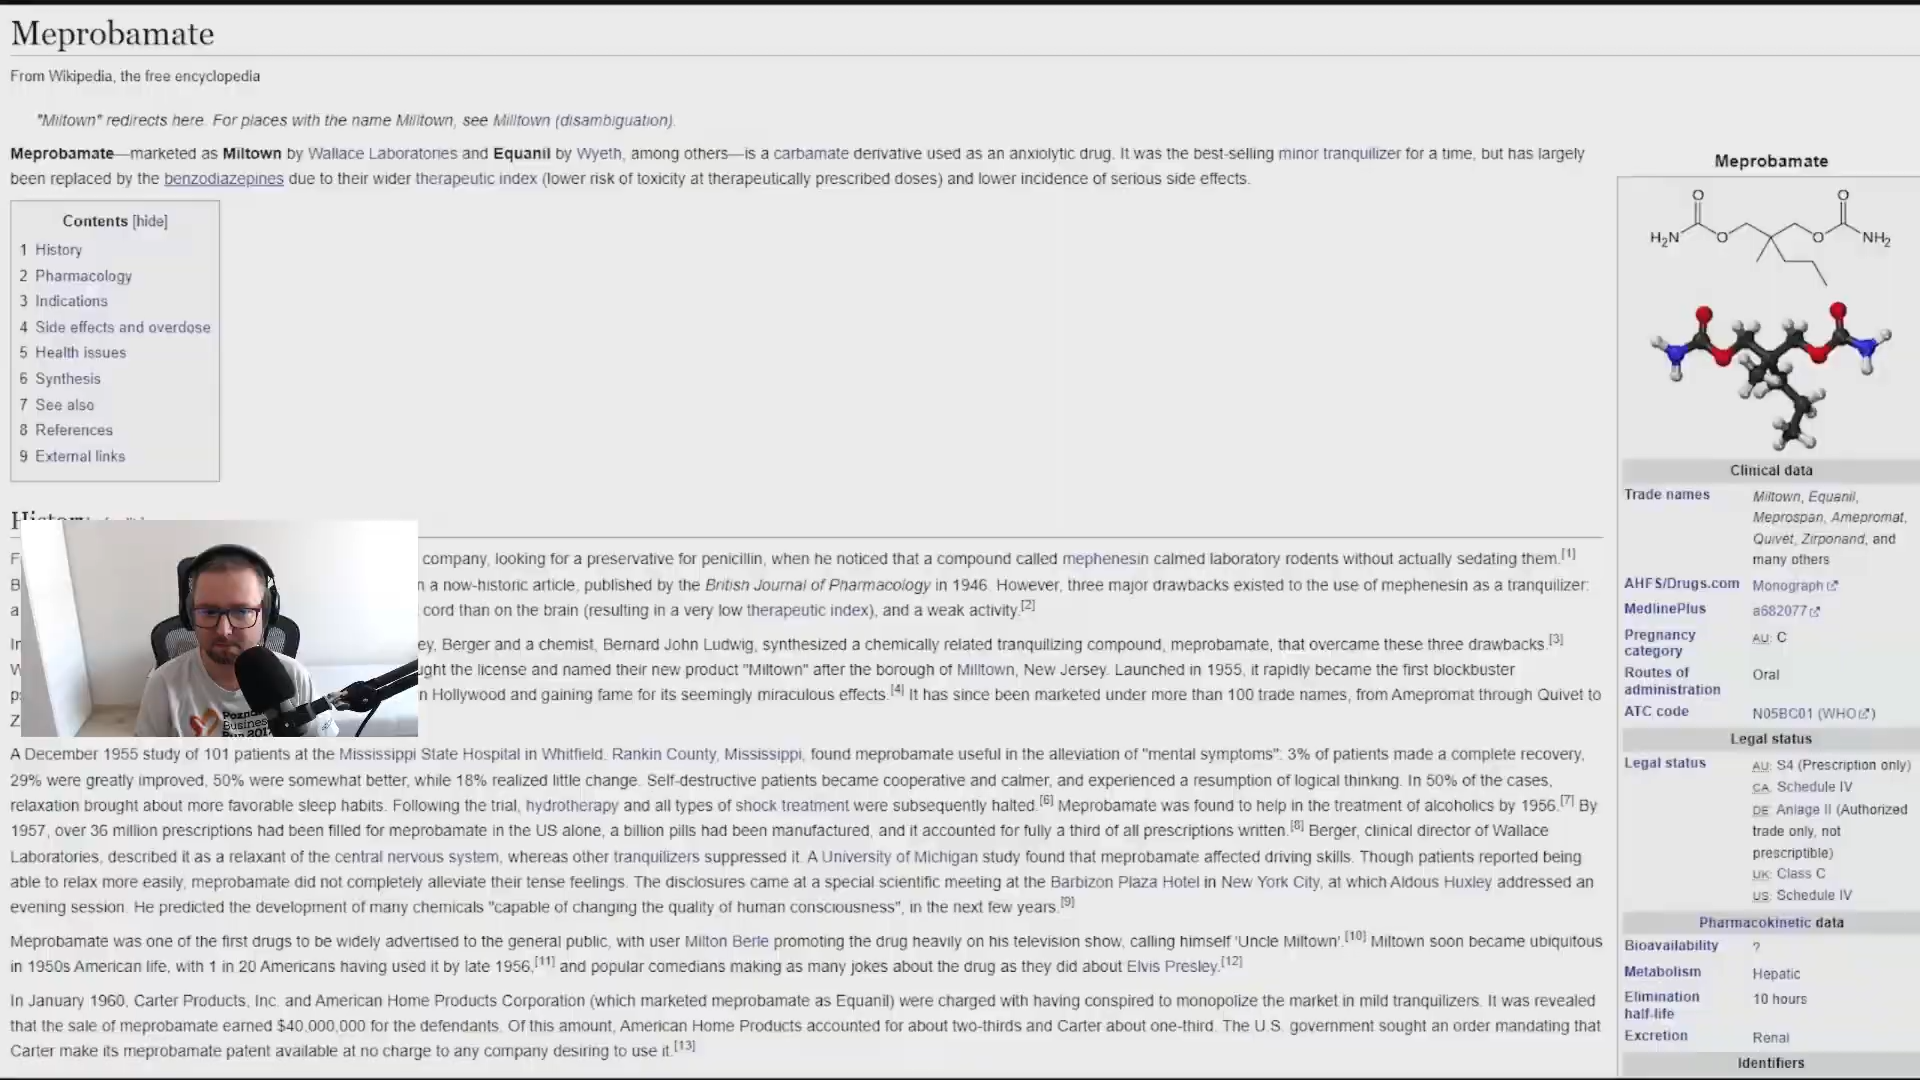 Meprobamate
From Wikipedia, the free encyclopedia
"Miltown" redirects here. For places with the name Milltown, see Milltown (disambiguation).
Meprobamate—marketed as Miltown by Wallace Laboratories and Equanil by Wyeth, among others—is a carbamate derivative used as an anxiolytic drug. It was the best-selling minor tranquilizer for a time, but has largely
been replaced by the benzodiazepines due to their wider therapeutic index (lower risk of toxicity at therapeutically prescribed doses) and lower incidence of serious side effects.
Contents [hide]
1 History
2 Pharmacology
3 Indications
4 Side effects and overdose
5 Health issues
6 Synthesis
7 See also
8 References
9 External links
History
company, looking for a preservative for penicillin, when he noticed that a compound called mephenesin calmed laboratory rodents without actually sedating them.[1]
n a now-historic article, published by the British Journal of Pharmacology in 1946. However, three major drawbacks existed to the use of mephenesin as a tranquilizer:
cord than on the brain (resulting in a very low therapeutic index), and a weak activity.[2]
ey, Berger and a chemist, Bernard John Ludwig, synthesized a chemically related tranquilizing compound, meprobamate, that overcame these three drawbacks.[3]
ught the license and named their new product "Miltown" after the borough of Milltown, New Jersey. Launched in 1955, it rapidly became the first blockbuster
n Hollywood and gaining fame for its seemingly miraculous effects.[4] It has since been marketed under more than 100 trade names, from Amepromat through Quivet to
A December 1955 study of 101 patients at the Mississippi State Hospital in Whitfield, Rankin County, Mississippi, found meprobamate useful in the alleviation of "mental symptoms": 3% of patients made a complete recovery,
29% were greatly improved, 50% were somewhat better, while 18% realized little change. Self-destructive patients became cooperative and calmer, and experienced a resumption of logical thinking. In 50% of the cases,
relaxation brought about more favorable sleep habits. Following the trial, hydrotherapy and all types of shock treatment were subsequently halted.[6] Meprobamate was found to help in the treatment of alcoholics by 1956.[7] By
1957, over 36 million prescriptions had been filled for meprobamate in the US alone, a billion pills had been manufactured, and it accounted for fully a third of all prescriptions written.[8] Berger, clinical director of Wallace
Laboratories, described it as a relaxant of the central nervous system, whereas other tranquilizers suppressed it. A University of Michigan study found that meprobamate affected driving skills. Though patients reported being
able to relax more easily, meprobamate did not completely alleviate their tense feelings. The disclosures came at a special scientific meeting at the Barbizon Plaza Hotel in New York City, at which Aldous Huxley addressed an
evening session. He predicted the development of many chemicals "capable of changing the quality of human consciousness", in the next few years.[9]
Meprobamate was one of the first drugs to be widely advertised to the general public, with user Milton Berle promoting the drug heavily on his television show, calling himself 'Uncle Miltown'.[10] Miltown soon became ubiquitous
in 1950s American life, with 1 in 20 Americans having used it by late 1956,[11] and popular comedians making as many jokes about the drug as they did about Elvis Presley.[12]
In January 1960, Carter Products, Inc. and American Home Products Corporation (which marketed meprobamate as Equanil) were charged with having conspired to monopolize the market in mild tranquilizers. It was revealed
that the sale of meprobamate earned $40,000,000 for the defendants. Of this amount, American Home Products accounted for about two-thirds and Carter about one-third. The U.S. government sought an order mandating that
Carter make its meprobamate patent available at no charge to any company desiring to use it.[13]
Poznań
Business
Run 2017
Meprobamate
O O
H₂N O O NH₂
Clinical data
Trade names Miltown, Equanil,
Meprospan, Amepromat,
Quivet, Zirponand, and
many others
AHFS/Drugs.com Monograph
MedlinePlus a682077
Pregnancy
category AU: C
Routes of
administration Oral
ATC code N05BC01 (WHO)
Legal status
Legal status AU: S4 (Prescription only)
CA: Schedule IV
DE: Anlage II (Authorized
trade only, not
prescriptible)
UK: Class C
US: Schedule IV
Pharmacokinetic data
Bioavailability ?
Metabolism Hepatic
Elimination
half-life 10 hours
Excretion Renal
Identifiers